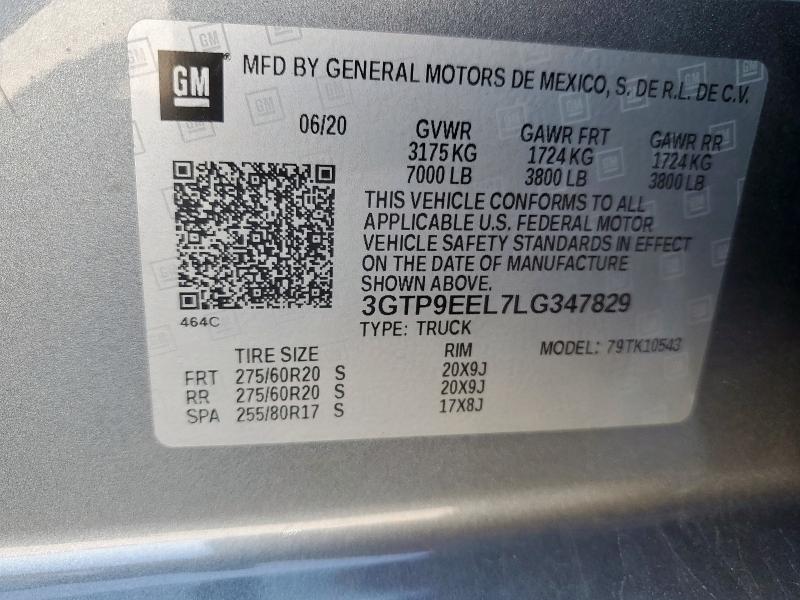 GM
MFD BY GENERAL MOTORS DE MEXICO, S. DE R.L. DE C.V.
06/20 GVWR GAWR FRT GAWR RR
3175 KG 1724 KG 1724 KG
7000 LB 3800 LB 3800 LB
THIS VEHICLE CONFORMS TO ALL
APPLICABLE U.S. FEDERAL MOTOR
VEHICLE SAFETY STANDARDS IN EFFECT
ON THE DATE OF MANUFACTURE
SHOWN ABOVE.
464C
3GTP9EEL7LG347829
TYPE: TRUCK
TIRE SIZE RIM MODEL: 79TK10543
FRT 275/60R20 S 20X9J
RR 275/60R20 S 20X9J
SPA 255/80R17 S 17X8J